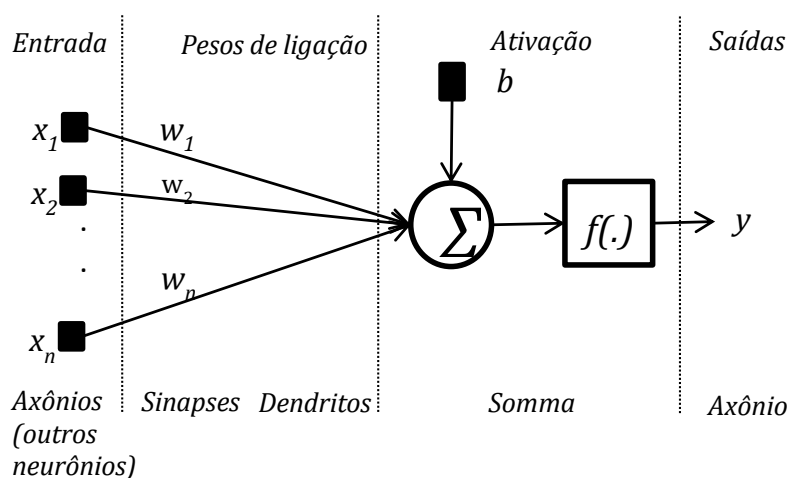 Entrada
Pesos de ligação
Ativação
Saídas
b
x1
w1
x2
w2
.
.
Σ
f(.)
y
wn
xn
Axônios
(outros
neurônios)
Sinapses
Dendritos
Somma
Axônio